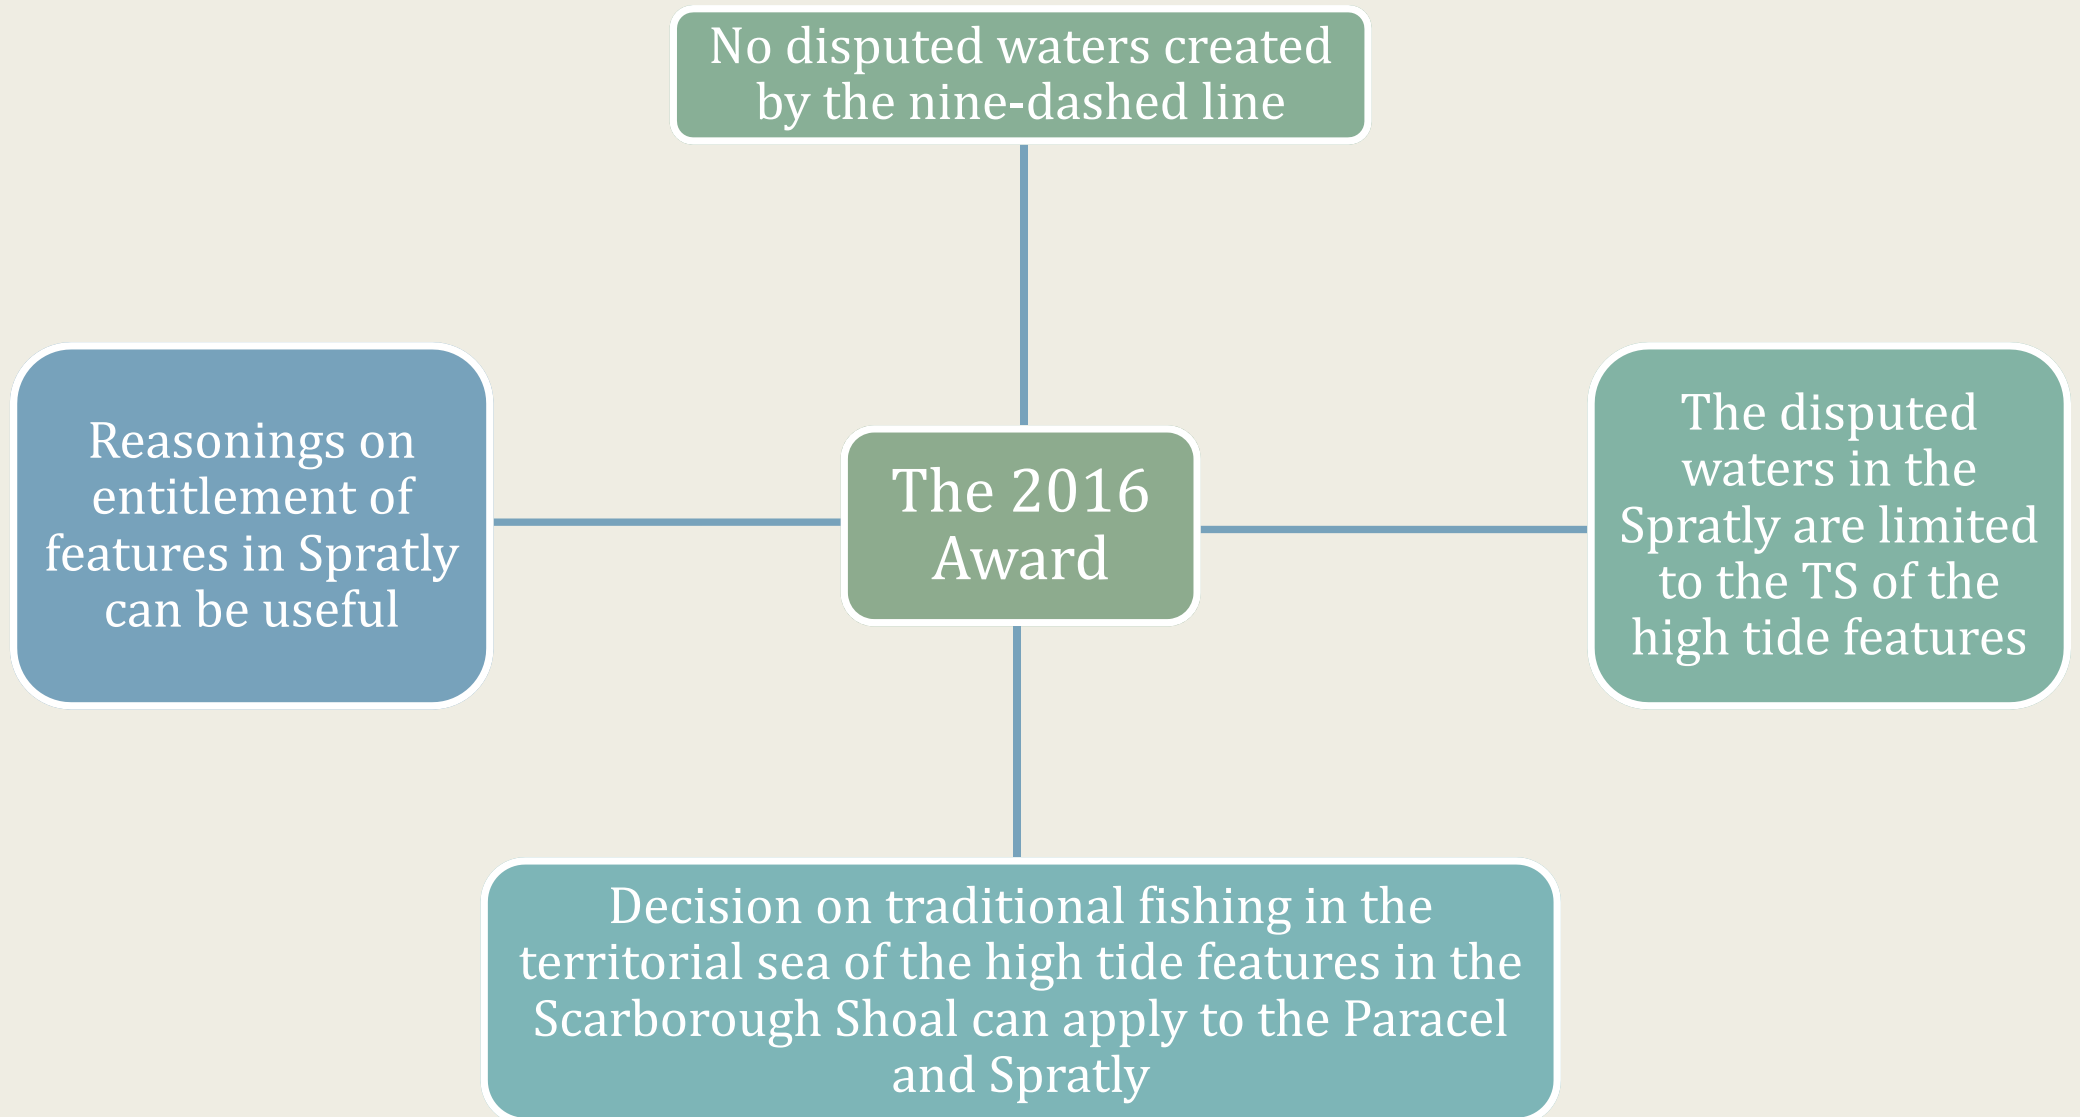 No disputed waters created
by the nine-dashed line
Reasonings on
entitlement of
features in Spratly
can be useful
The 2016
Award
The disputed
waters in the
Spratly are limited
to the TS of the
high tide features
Decision on traditional fishing in the
territorial sea of the high tide features in the
Scarborough Shoal can apply to the Paracel
and Spratly